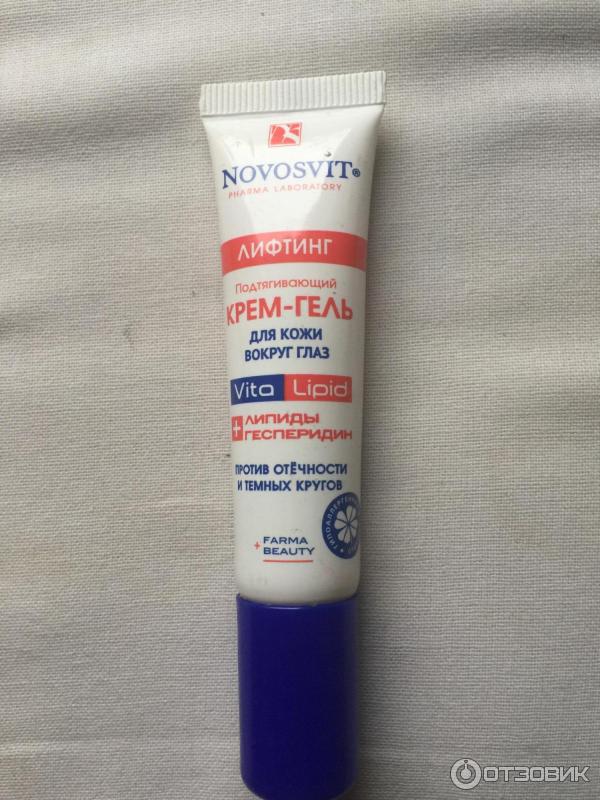 NOVOSVIT®
PHARMA LABORATORY
ЛИФТИНГ
Подтягивающий
КРЕМ-ГЕЛЬ
ДЛЯ КОЖИ
ВОКРУГ ГЛАЗ
Vita Lipid
+ ЛИПИДЫ
ГЕСПЕРИДИН
ПРОТИВ ОТЁЧНОСТИ
И ТЕМНЫХ КРУГОВ
+ FARMA
BEAUTY
ОТЗОВИК